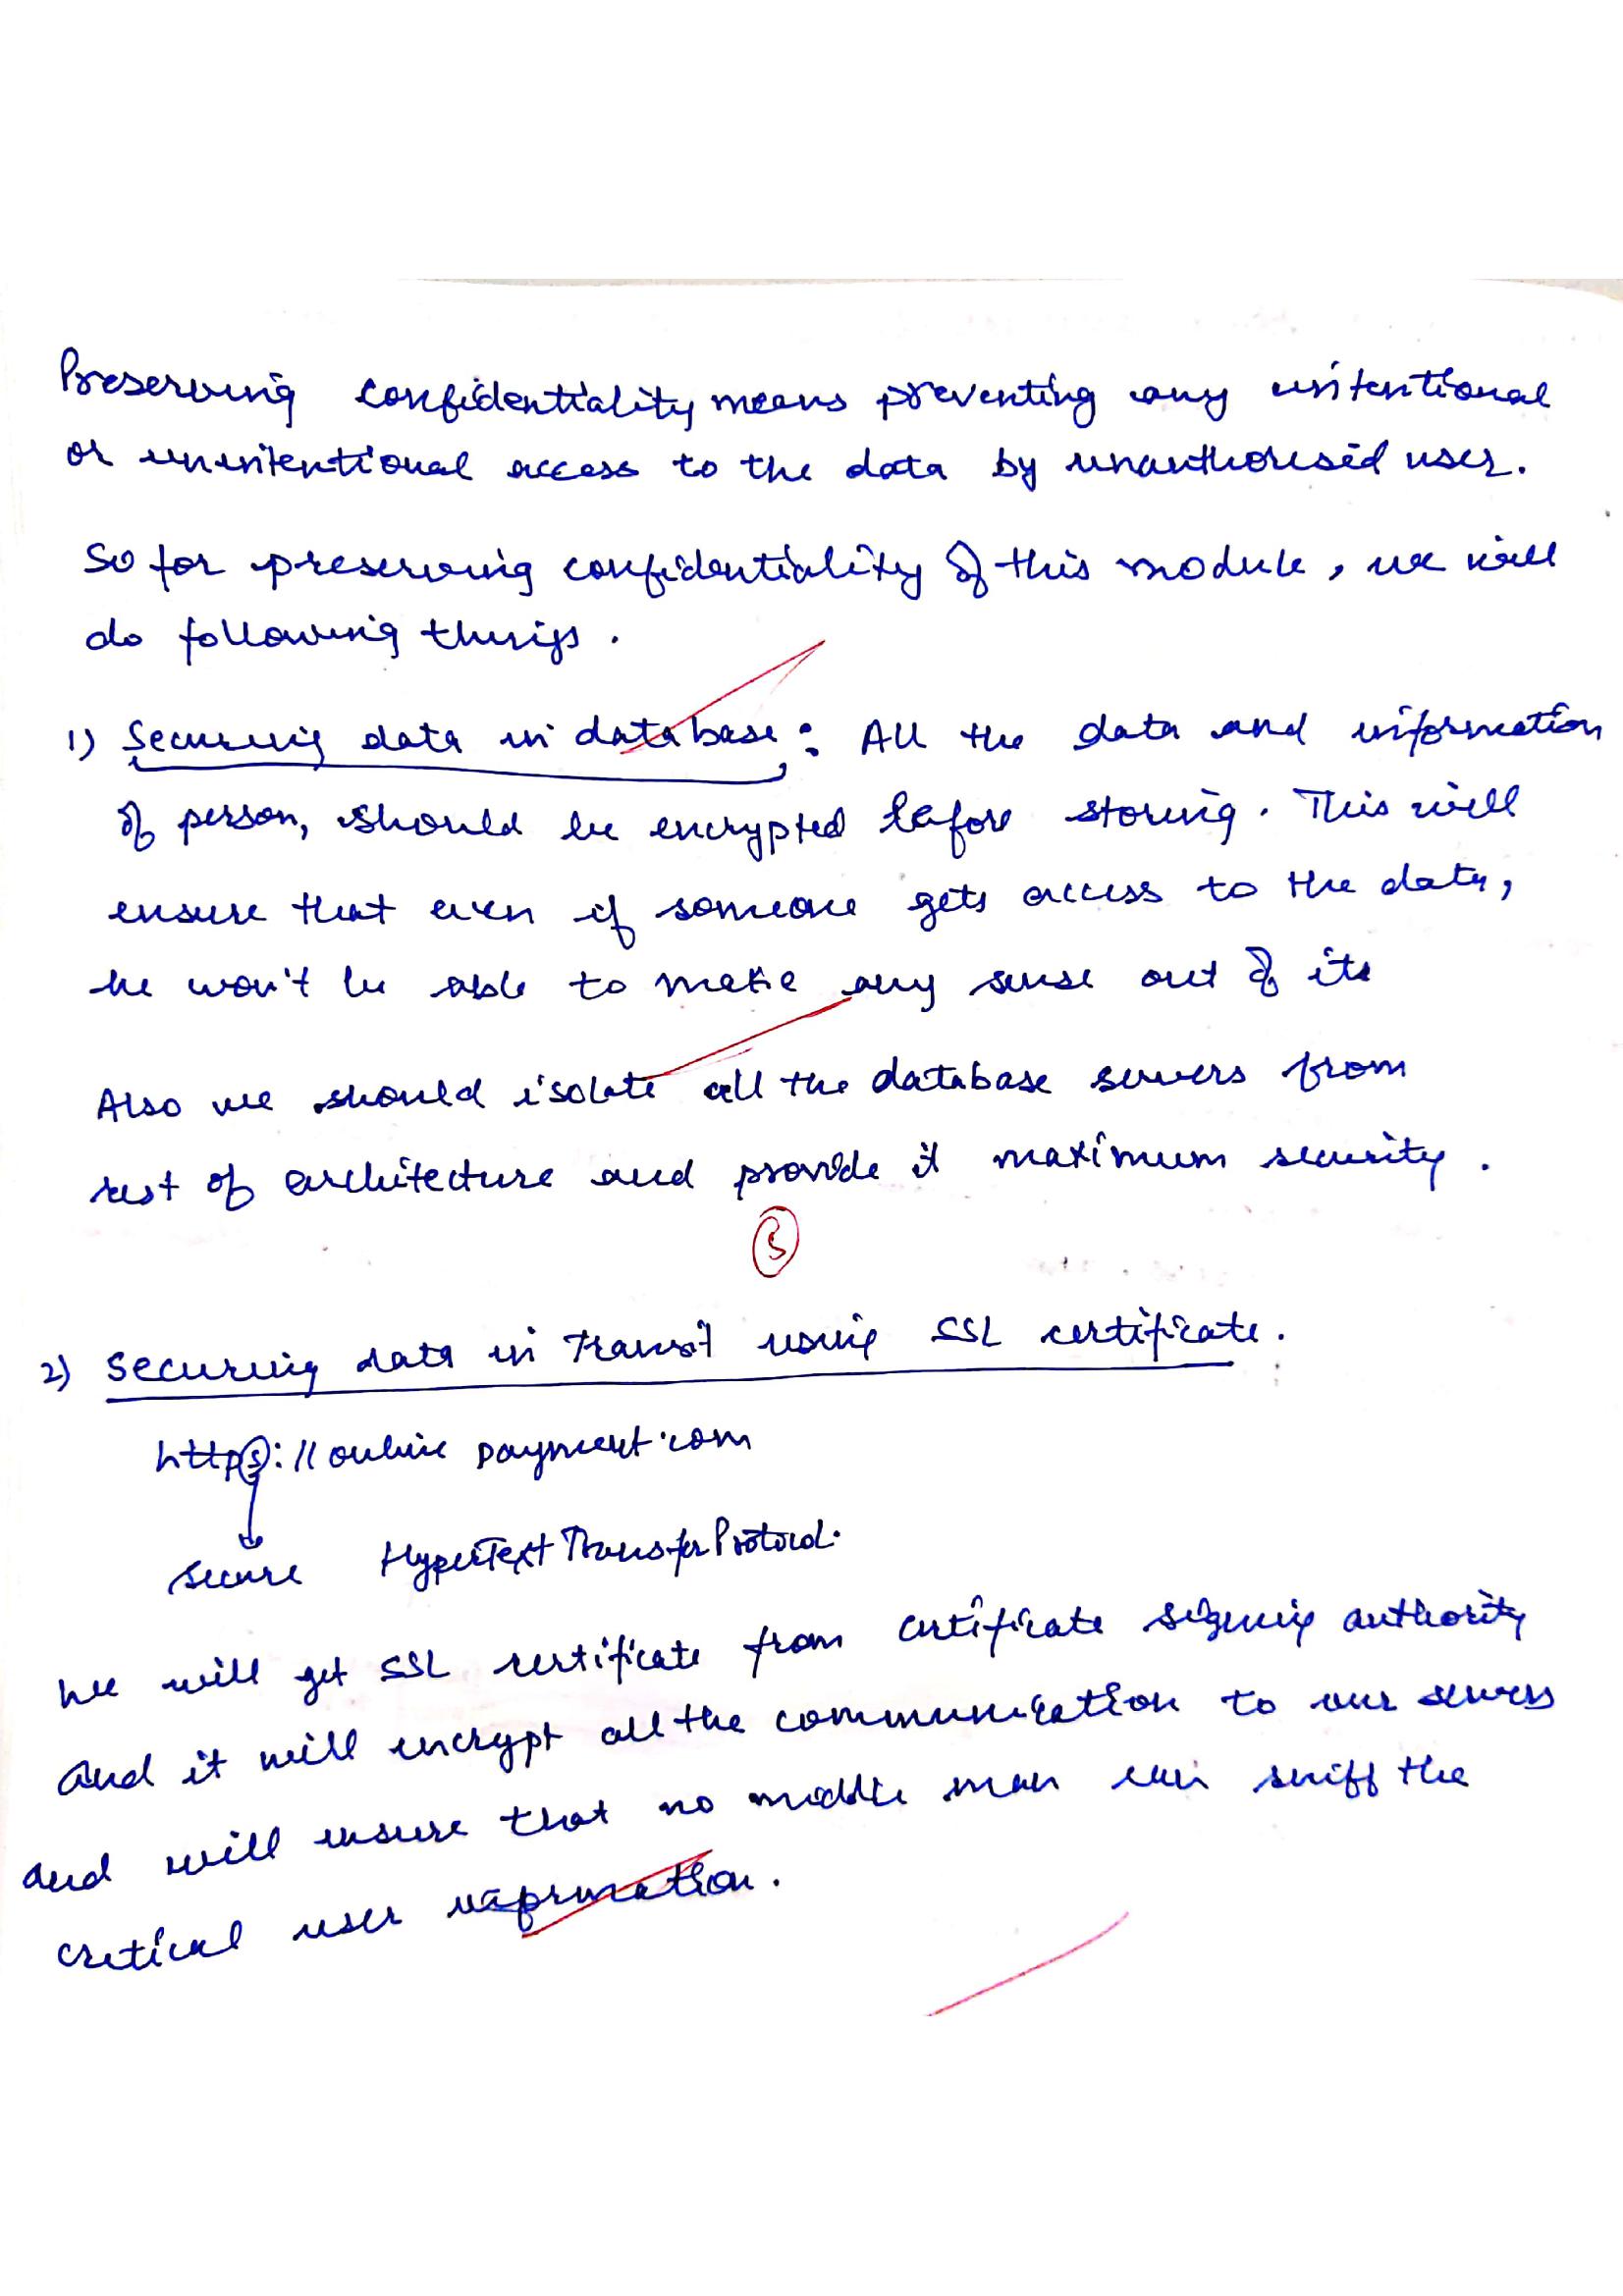 Preserving confidentiality means preventing any intentional
or unintentional access to the data by unauthorised user.
So for preserving confidentiality of this module, we will
do following things.
1) Securing data in database: All the data and information
of person, should be encrypted before storing. This will
ensure that even if someone gets access to the data,
he won't be able to make any sense out of it.
Also we should isolate all the database servers from
rest of architecture and provide it maximum security.
2) Securing data in Transit using SSL certificate.
https://online payment.com
secure HyperText Transfer Protocol.
We will get SSL certificate from certificate signing authority
and it will encrypt all the communication to our servers
and will ensure that no middle man can sniff the
critical user information.